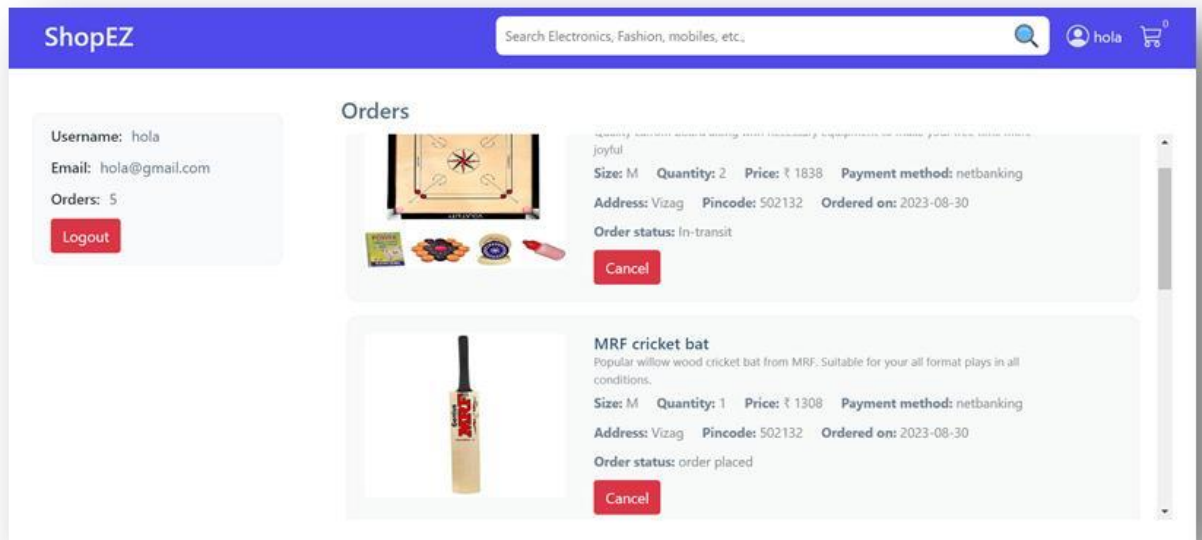 ShopEZ
Search Electronics, Fashion, mobiles, etc.,
hola
0
Username: hola
Email: hola@gmail.com
Orders: 5
Logout
Orders
joyful
Size: M Quantity: 2 Price: ₹ 1838 Payment method: netbanking
Address: Vizag Pincode: 502132 Ordered on: 2023-08-30
Order status: In-transit
Cancel
MRF cricket bat
Popular willow wood cricket bat from MRF. Suitable for your all format plays in all
conditions.
Size: M Quantity: 1 Price: ₹ 1308 Payment method: netbanking
Address: Vizag Pincode: 502132 Ordered on: 2023-08-30
Order status: order placed
Cancel
MRF